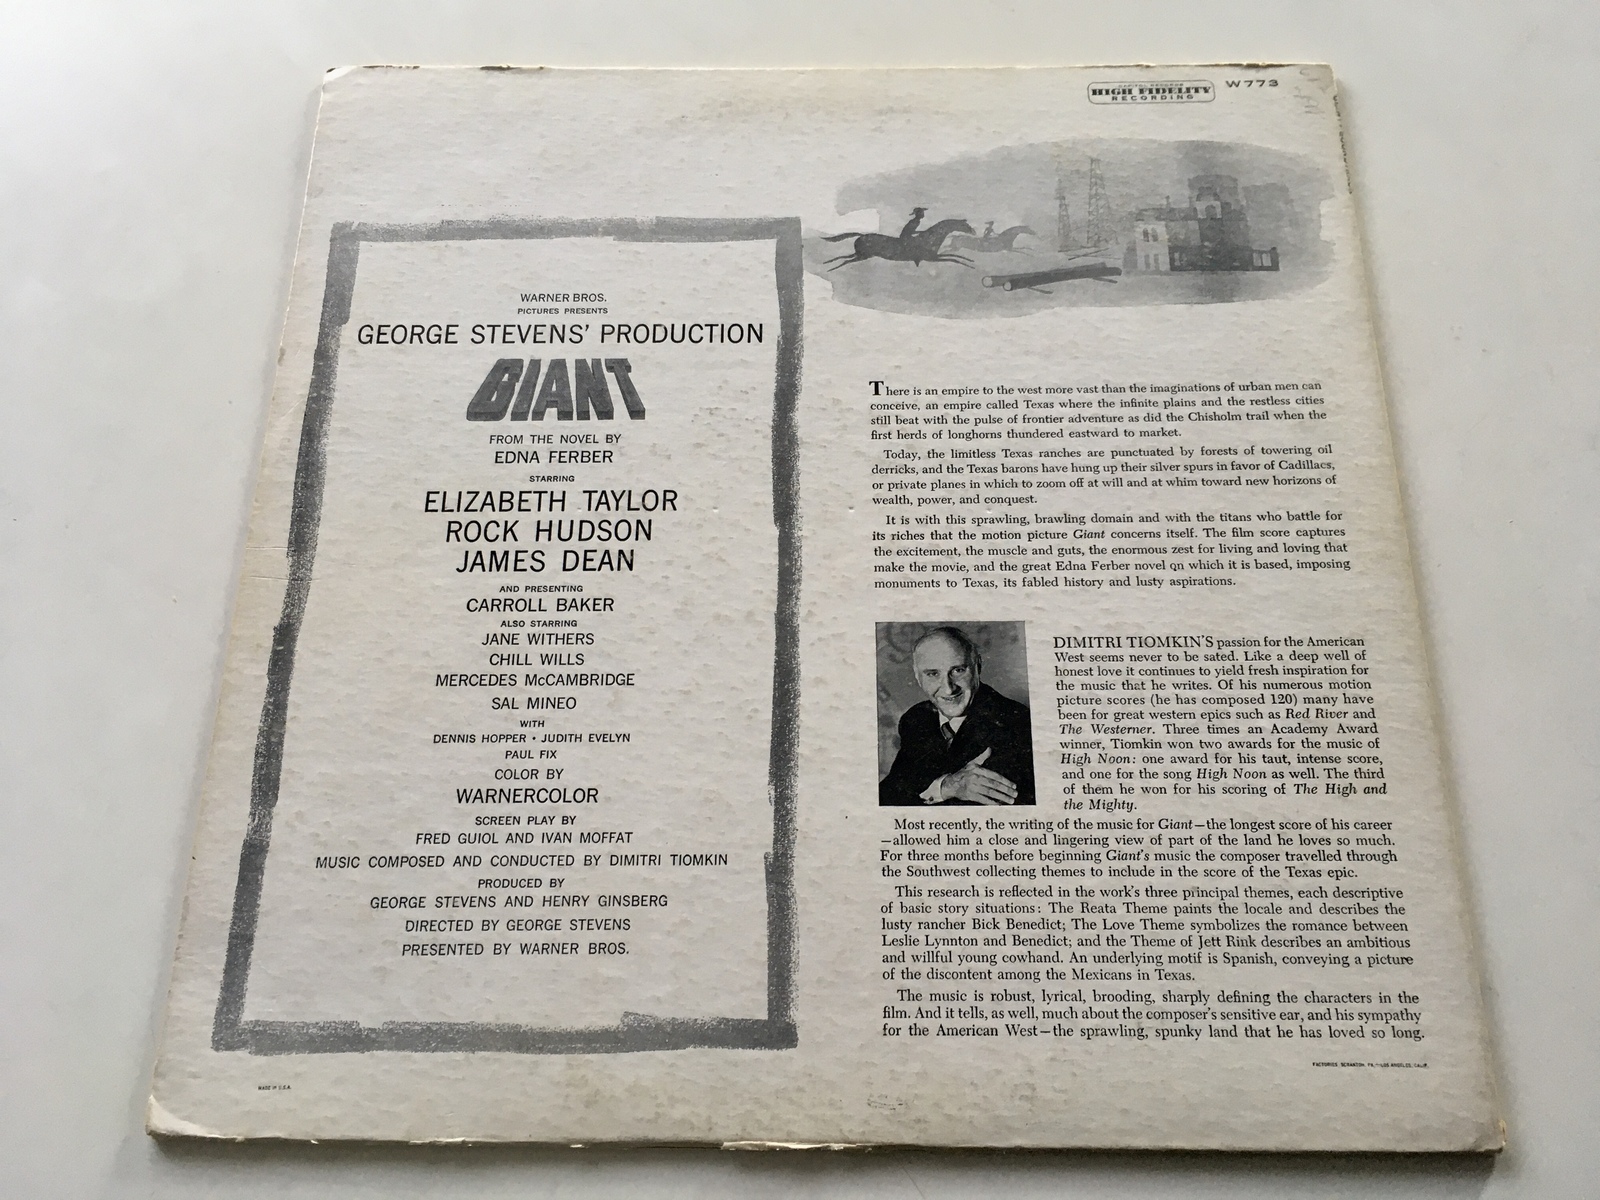 CAPITOL RECORDS
HIGH FIDELITY
RECORDING
W773
WARNER BROS.
PICTURES PRESENTS
GEORGE STEVENS' PRODUCTION
GIANT
FROM THE NOVEL BY
EDNA FERBER
STARRING
ELIZABETH TAYLOR
ROCK HUDSON
JAMES DEAN
AND PRESENTING
CARROLL BAKER
ALSO STARRING
JANE WITHERS
CHILL WILLS
MERCEDES McCAMBRIDGE
SAL MINEO
WITH
DENNIS HOPPER • JUDITH EVELYN
PAUL FIX
COLOR BY
WARNERCOLOR
SCREEN PLAY BY
FRED GUIOL AND IVAN MOFFAT
MUSIC COMPOSED AND CONDUCTED BY DIMITRI TIOMKIN
PRODUCED BY
GEORGE STEVENS AND HENRY GINSBERG
DIRECTED BY GEORGE STEVENS
PRESENTED BY WARNER BROS.
MADE IN U.S.A.
There is an empire to the west more vast than the imaginations of urban men can
conceive, an empire called Texas where the infinite plains and the restless cities
still beat with the pulse of frontier adventure as did the Chisholm trail when the
first herds of longhorns thundered eastward to market.
Today, the limitless Texas ranches are punctuated by forests of towering oil
derricks, and the Texas barons have hung up their silver spurs in favor of Cadillacs,
or private planes in which to zoom off at will and at whim toward new horizons of
wealth, power, and conquest.
It is with this sprawling, brawling domain and with the titans who battle for
its riches that the motion picture Giant concerns itself. The film score captures
the excitement, the muscle and guts, the enormous zest for living and loving that
make the movie, and the great Edna Ferber novel on which it is based, imposing
monuments to Texas, its fabled history and lusty aspirations.
DIMITRI TIOMKIN'S passion for the American
West seems never to be sated. Like a deep well of
honest love it continues to yield fresh inspiration for
the music that he writes. Of his numerous motion
picture scores (he has composed 120) many have
been for great western epics such as Red River and
The Westerner. Three times an Academy Award
winner, Tiomkin won two awards for the music of
High Noon: one award for his taut, intense score,
and one for the song High Noon as well. The third
of them he won for his scoring of The High and
the Mighty.
Most recently, the writing of the music for Giant—the longest score of his career
—allowed him a close and lingering view of part of the land he loves so much.
For three months before beginning Giant's music the composer travelled through
the Southwest collecting themes to include in the score of the Texas epic.
This research is reflected in the work's three principal themes, each descriptive
of basic story situations: The Reata Theme paints the locale and describes the
lusty rancher Bick Benedict; The Love Theme symbolizes the romance between
Leslie Lynnton and Benedict; and the Theme of Jett Rink describes an ambitious
and willful young cowhand. An underlying motif is Spanish, conveying a picture
of the discontent among the Mexicans in Texas.
The music is robust, lyrical, brooding, sharply defining the characters in the
film. And it tells, as well, much about the composer's sensitive ear, and his sympathy
for the American West—the sprawling, spunky land that he has loved so long.
FACTORIES: SCRANTON, PA.—LOS ANGELES, CALIF.